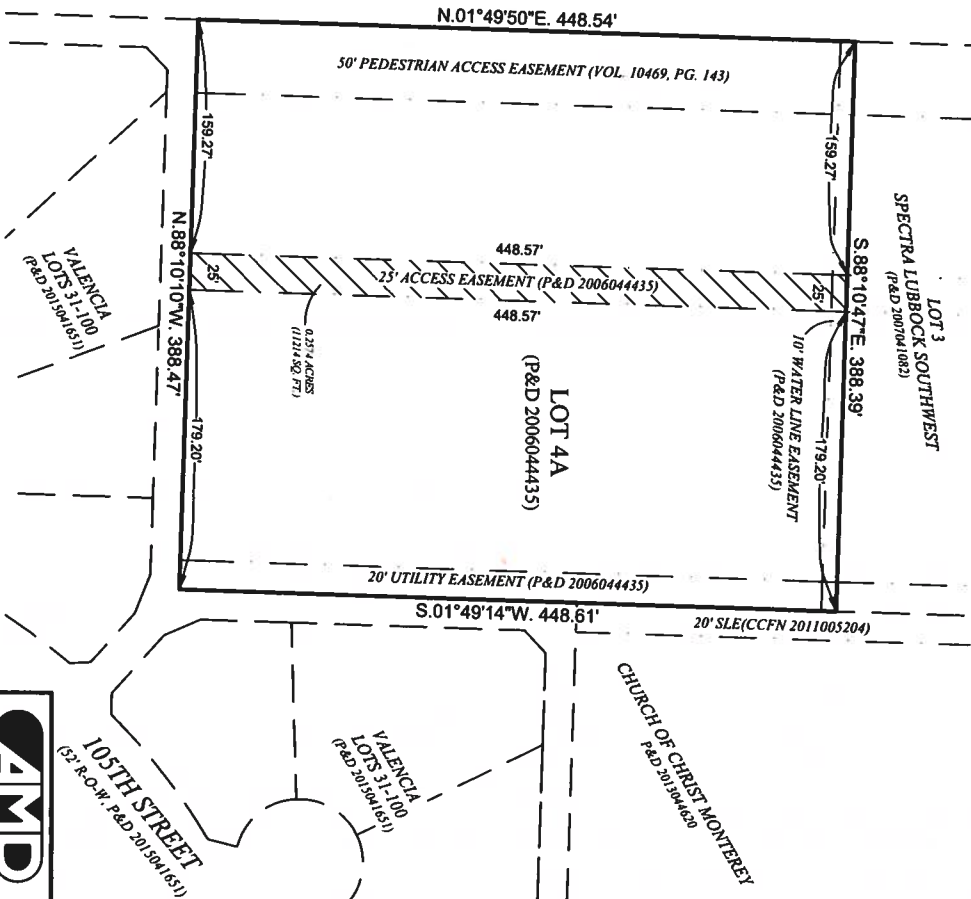 N.01°49'50"E. 448.54'
50' PEDESTRIAN ACCESS EASEMENT (VOL. 10469, PG. 143)
159.27'
159.27'
LOT 3
SPECTRA LUBBOCK SOUTHWEST
(P&D 2007041082)
S.88°10'47"E. 388.39'
N.88°10'10"W. 388.47'
448.57'
25' ACCESS EASEMENT (P&D 2006044435)
448.57'
25'
25'
0.2574 ACRES
(11214 SQ. FT.)
10' WATER LINE EASEMENT
(P&D 2006044435)
LOT 4A
(P&D 2006044435)
179.20'
179.20'
VALENCIA
LOTS 31-100
(P&D 2015041651)
20' UTILITY EASEMENT (P&D 2006044435)
S.01°49'14"W. 448.61'
20' SLE(CCFN 2011005204)
CHURCH OF CHRIST MONTEREY
P&D 2013044620
VALENCIA
LOTS 31-100
(P&D 2015041651)
105TH STREET
(52' R-O-W, P&D 2015041651)
AMD